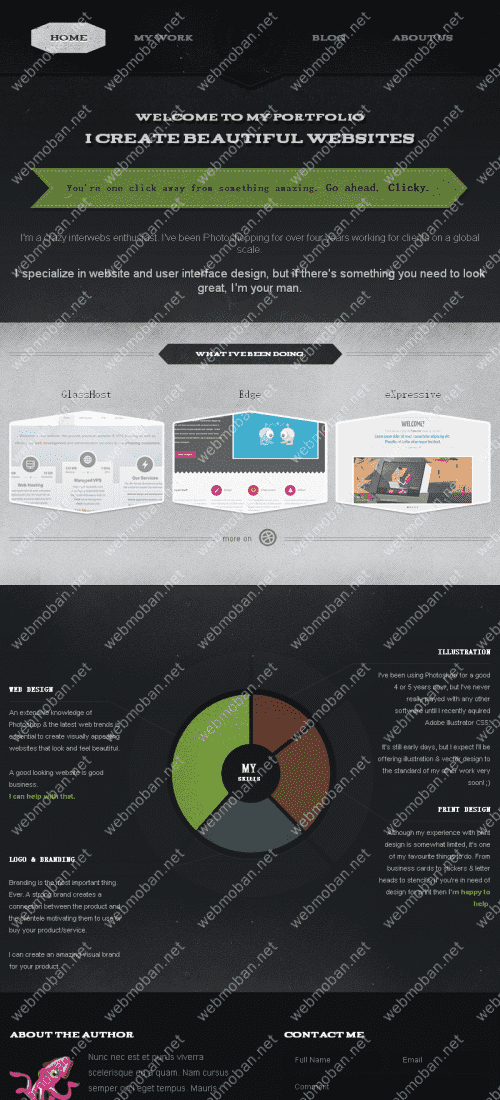 HOME MY WORK BLOG ABOUT US
WELCOME TO MY PORTFOLIO
I CREATE BEAUTIFUL WEBSITES
You're one click away from something amazing. Go ahead. Clicky.
I'm a crazy interwebs enthusiast. I've been Photoshopping for over four years working for clients on a global
scale.
I specialize in website and user interface design, but if there's something you need to look
great, I'm your man.
WHAT I'VE BEEN DOING
GlassHost Edge eXpressive
WELCOME!
Web Hosting
Managed VPS
Our Services
more on
ILLUSTRATION
I've been using Photoshop for a good
4 or 5 years now, but I've never
really played with any other
software until I recently aquired
Adobe Illustrator CS5!
It's still early days, but I expect I'll be
offering illustration & vector design to
the standard of my other work very
soon! ;)
WEB DESIGN
An extensive knowledge of
Photoshop & the latest web trends is
essential to create visually appealing
websites that look and feel beautiful.
A good looking website is good
business.
I can help with that.
MY
SKILLS
PRINT DESIGN
Although my experience with print
design is somewhat limited, it's one
of my favourite things to do. From
business cards to stickers & letter
heads to stencils, if you're in need of
design for print then I'm happy to
help.
LOGO & BRANDING
Branding is the most important thing.
Ever. A strong brand creates a
connection between the product and
the clientele motivating them to use or
buy your product/service.
I can create an amazing visual brand
for your product.
ABOUT THE AUTHOR
Nunc nec est et purus viverra
scelerisque quis quam. Nam cursus
semper orci eget tempus. Mauris
CONTACT ME
Full Name Email
Comment
webmoban.net